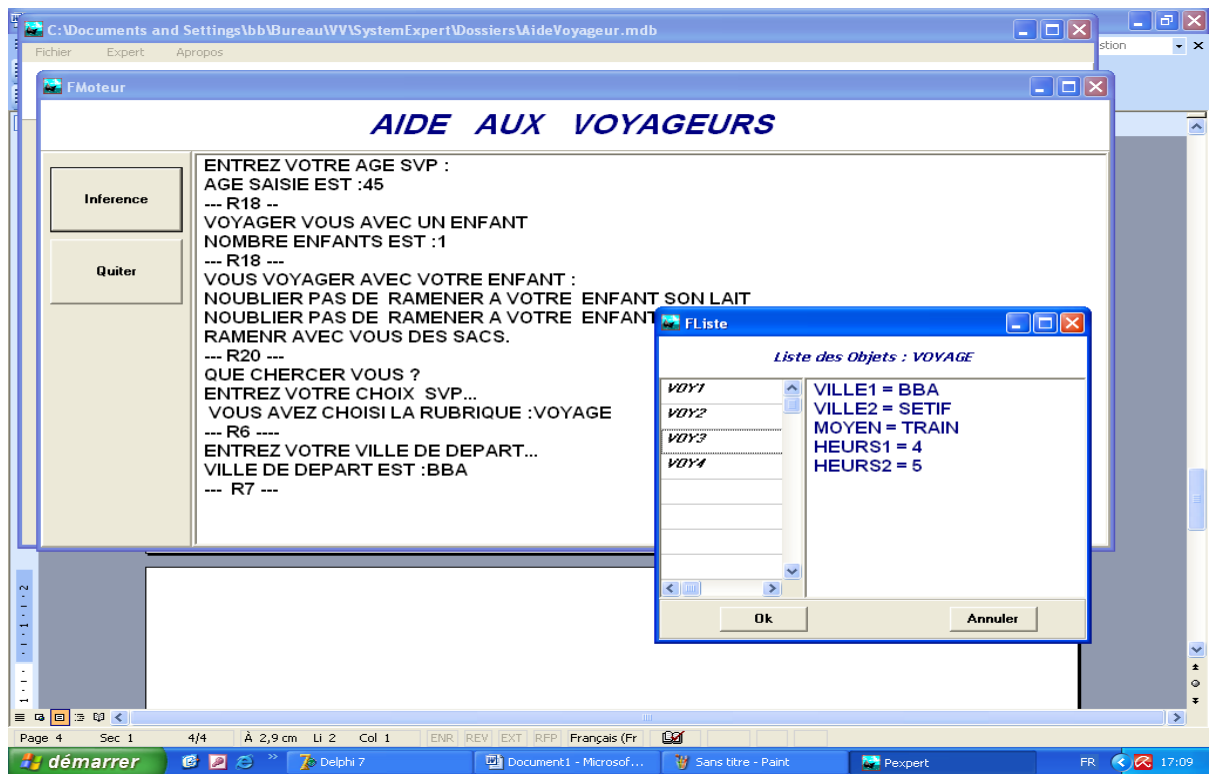 C:\Documents and Settings\bb\Bureau\VV\SystemExpert\Dossiers\AideVoyageur.mdb
Fichier Expert Apropos
stion
FMoteur
AIDE AUX VOYAGEURS
Inference
Quiter
ENTREZ VOTRE AGE SVP :
AGE SAISIE EST :45
--- R18 --
VOYAGER VOUS AVEC UN ENFANT
NOMBRE ENFANTS EST :1
--- R18 ---
VOUS VOYAGER AVEC VOTRE ENFANT :
NOUBLIER PAS DE RAMENER A VOTRE ENFANT SON LAIT
NOUBLIER PAS DE RAMENER A VOTRE ENFANT
RAMENR AVEC VOUS DES SACS.
--- R20 ---
QUE CHERCER VOUS ?
ENTREZ VOTRE CHOIX SVP...
VOUS AVEZ CHOISI LA RUBRIQUE :VOYAGE
--- R6 ----
ENTREZ VOTRE VILLE DE DEPART...
VILLE DE DEPART EST :BBA
--- R7 ---
FListe
Liste des Objets : VOYAGE
VOY1
VOY2
VOY3
VOY4
VILLE1 = BBA
VILLE2 = SETIF
MOYEN = TRAIN
HEURS1 = 4
HEURS2 = 5
Ok Annuler
Page 4 Sec 1 4/4 À 2,9 cm Li 2 Col 1 ENR REV EXT RFP Français (Fr
démarrer Delphi 7 Document1 - Microsof... Sans titre - Paint Pexpert FR 17:09